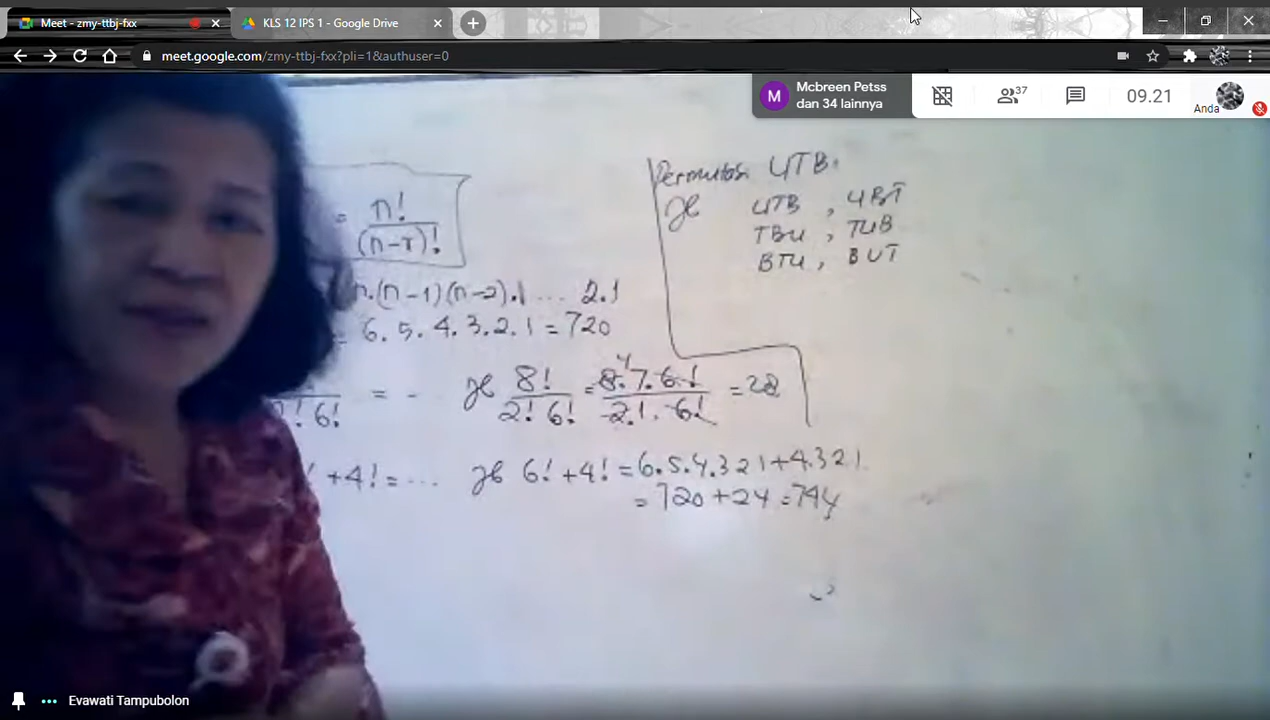 Meet - zmy-ttbj-fxx
KLS 12 IPS 1 - Google Drive
meet.google.com/zmy-ttbj-fxx?pli=1&authuser=0
M
Mcbreen Petss
dan 34 lainnya
37
09.21
Anda
= n!
(n-r)!
n.(n-1)(n-2).1 .... 2.1
= 6.5.4.3.2.1 = 720
2! 6! = - 8! / 2! 6! = 8.7.6! / 2.1.6! = 28
4
! + 4! = ... 6! + 4! = 6.5.4.3 2 1 + 4.3 2 1.
= 720 + 24 = 744
Permutasi UTB.
UTB , UBT
TBU , TUB
BTU , BUT
Evawati Tampubolon